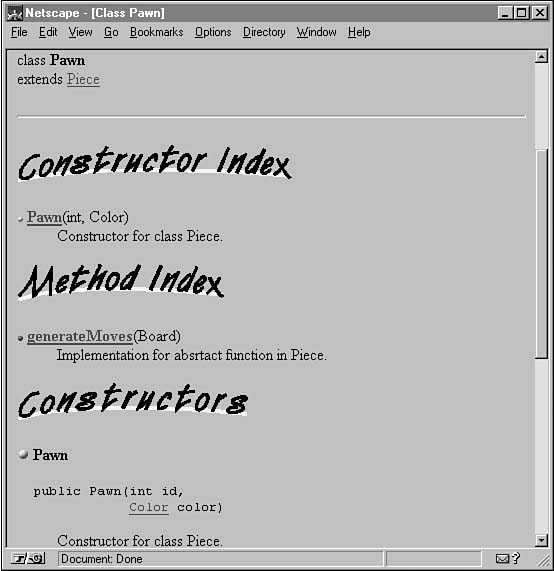 Netscape - [Class Pawn]
File Edit View Go Bookmarks Options Directory Window Help
class Pawn
extends Piece
Constructor Index
Pawn(int, Color)
Constructor for class Piece.
Method Index
generateMoves(Board)
Implementation for absrtact function in Piece.
Constructors
Pawn
public Pawn(int id,
Color color)
Constructor for class Piece.
Document: Done
?